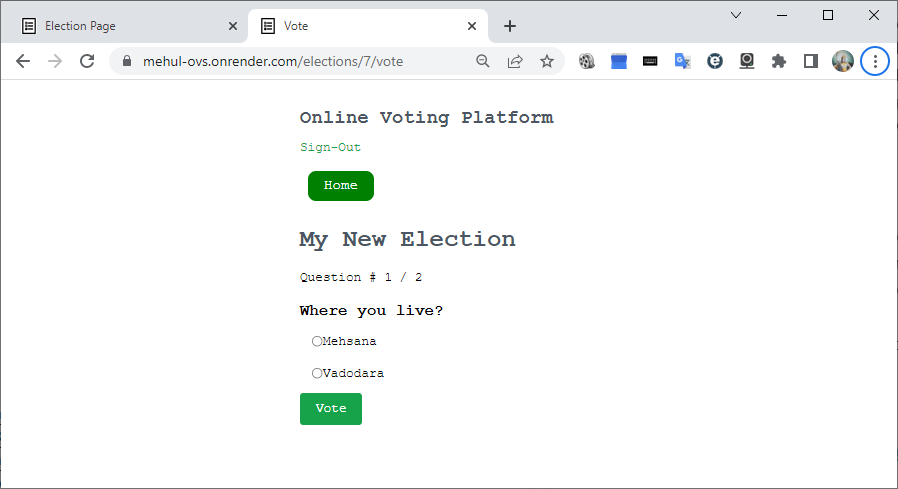 Election Page
Vote
mehul-ovs.onrender.com/elections/7/vote
Online Voting Platform
Sign-Out
Home
My New Election
Question # 1 / 2
Where you live?
Mehsana
Vadodara
Vote